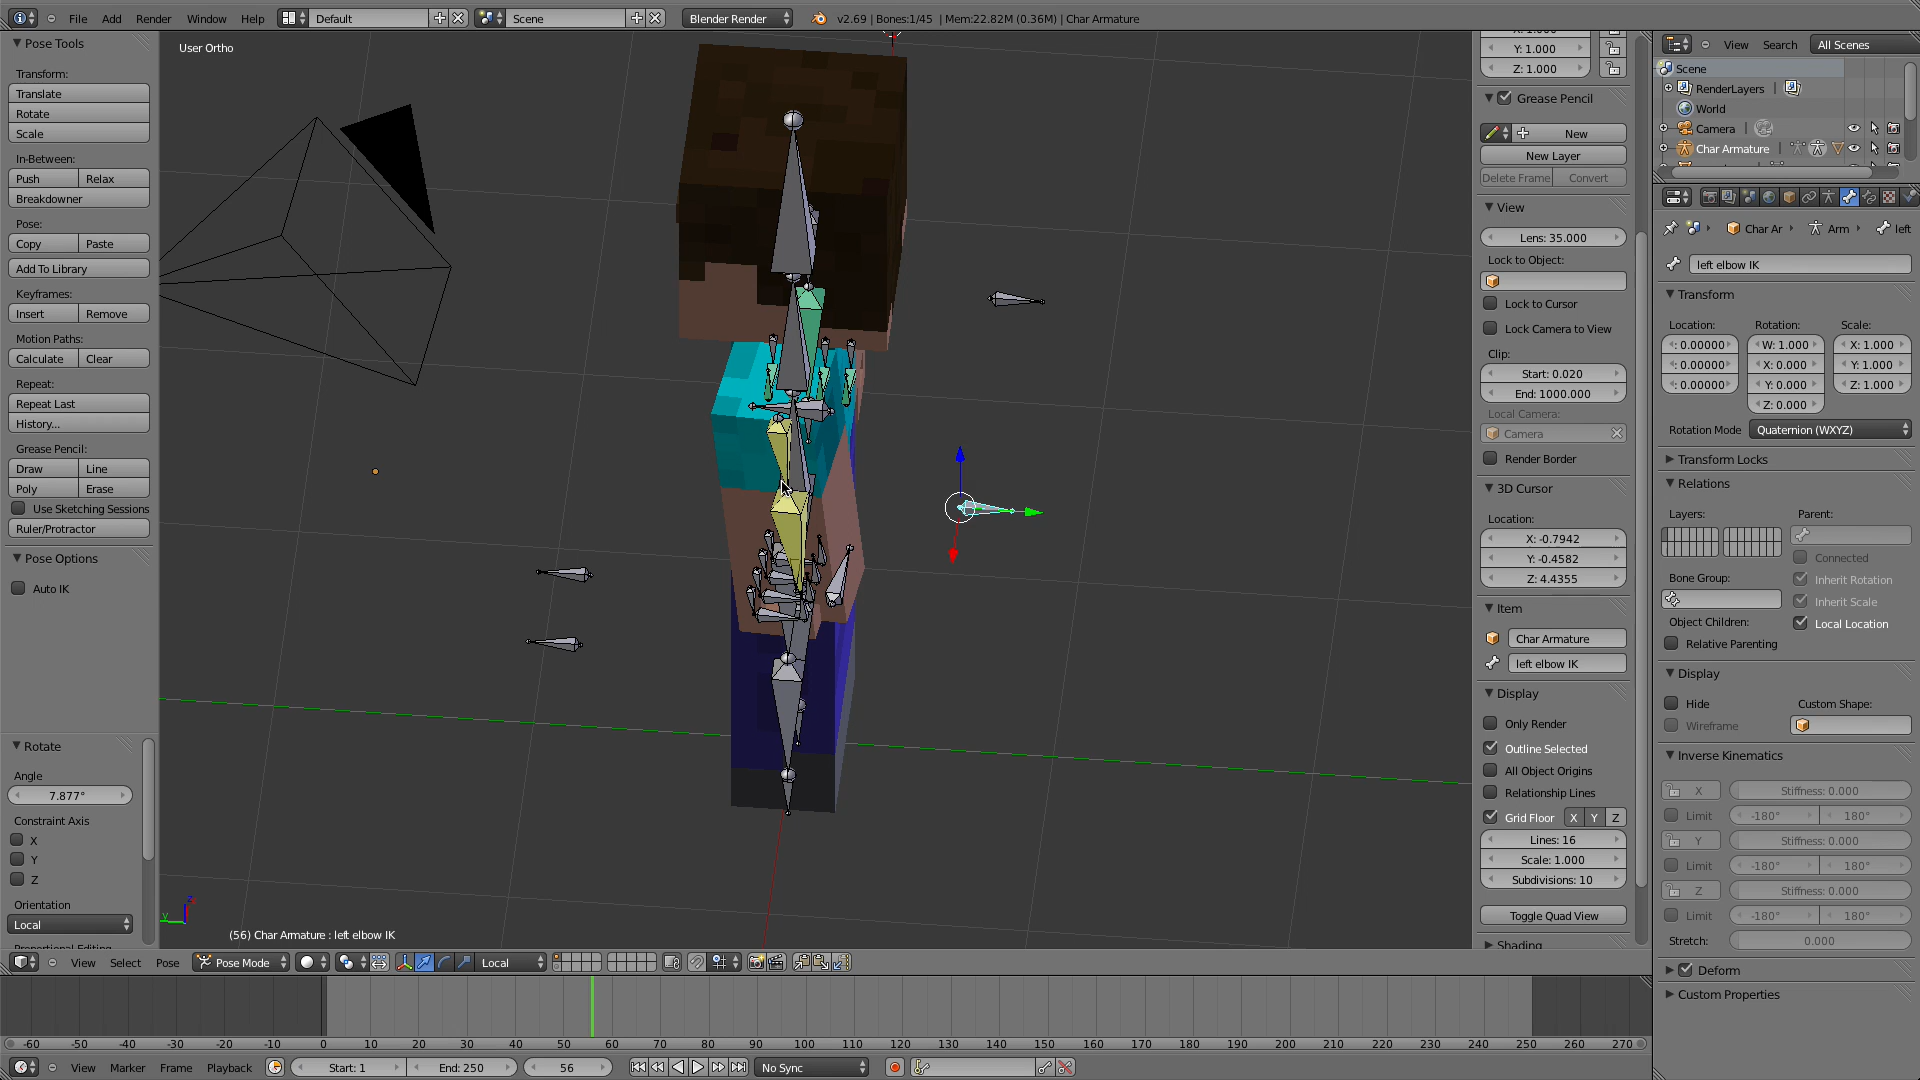 File Add Render Window Help Default Scene Blender Render v2.69 | Bones:1/45 | Mem:22.82M (0.36M) | Char Armature
Pose Tools
Transform:
Translate
Rotate
Scale
In-Between:
Push Relax
Breakdowner
Pose:
Copy Paste
Add To Library
Keyframes:
Insert Remove
Motion Paths:
Calculate Clear
Repeat:
Repeat Last
History...
Grease Pencil:
Draw Line
Poly Erase
Use Sketching Sessions
Ruler/Protractor
Pose Options
Auto IK
Rotate
Angle
7.877°
Constraint Axis
X
Y
Z
Orientation
Local
User Ortho
(56) Char Armature : left elbow IK
Y: 1.000
Z: 1.000
Grease Pencil
New
New Layer
Delete Frame Convert
View
Lens: 35.000
Lock to Object:
Lock to Cursor
Lock Camera to View
Clip:
Start: 0.020
End: 1000.000
Local Camera:
Camera
Render Border
3D Cursor
Location:
X: -0.7942
Y: -0.4582
Z: 4.4355
Item
Char Armature
left elbow IK
Display
Only Render
Outline Selected
All Object Origins
Relationship Lines
Grid Floor X Y Z
Lines: 16
Scale: 1.000
Subdivisions: 10
Toggle Quad View
Shading
View Search All Scenes
Scene
RenderLayers
World
Camera
Char Armature
Char Ar Arm left
left elbow IK
Transform
Location: Rotation: Scale:
: 0.00000 W: 1.000 X: 1.000
: 0.00000 X: 0.000 Y: 1.000
: 0.00000 Y: 0.000 Z: 1.000
Z: 0.000
Rotation Mode Quaternion (WXYZ)
Transform Locks
Relations
Layers: Parent:
Connected
Bone Group: Inherit Rotation
Inherit Scale
Object Children: Local Location
Relative Parenting
Display
Hide Custom Shape:
Wireframe
Inverse Kinematics
X Stiffness: 0.000
Limit -180° 180°
Y Stiffness: 0.000
Limit -180° 180°
Z Stiffness: 0.000
Limit -180° 180°
Stretch: 0.000
Deform
Custom Properties
View Select Pose Pose Mode Local
-60 -50 -40 -30 -20 -10 0 10 20 30 40 50 60 70 80 90 100 110 120 130 140 150 160 170 180 190 200 210 220 230 240 250 260 270
View Marker Frame Playback Start: 1 End: 250 56 No Sync